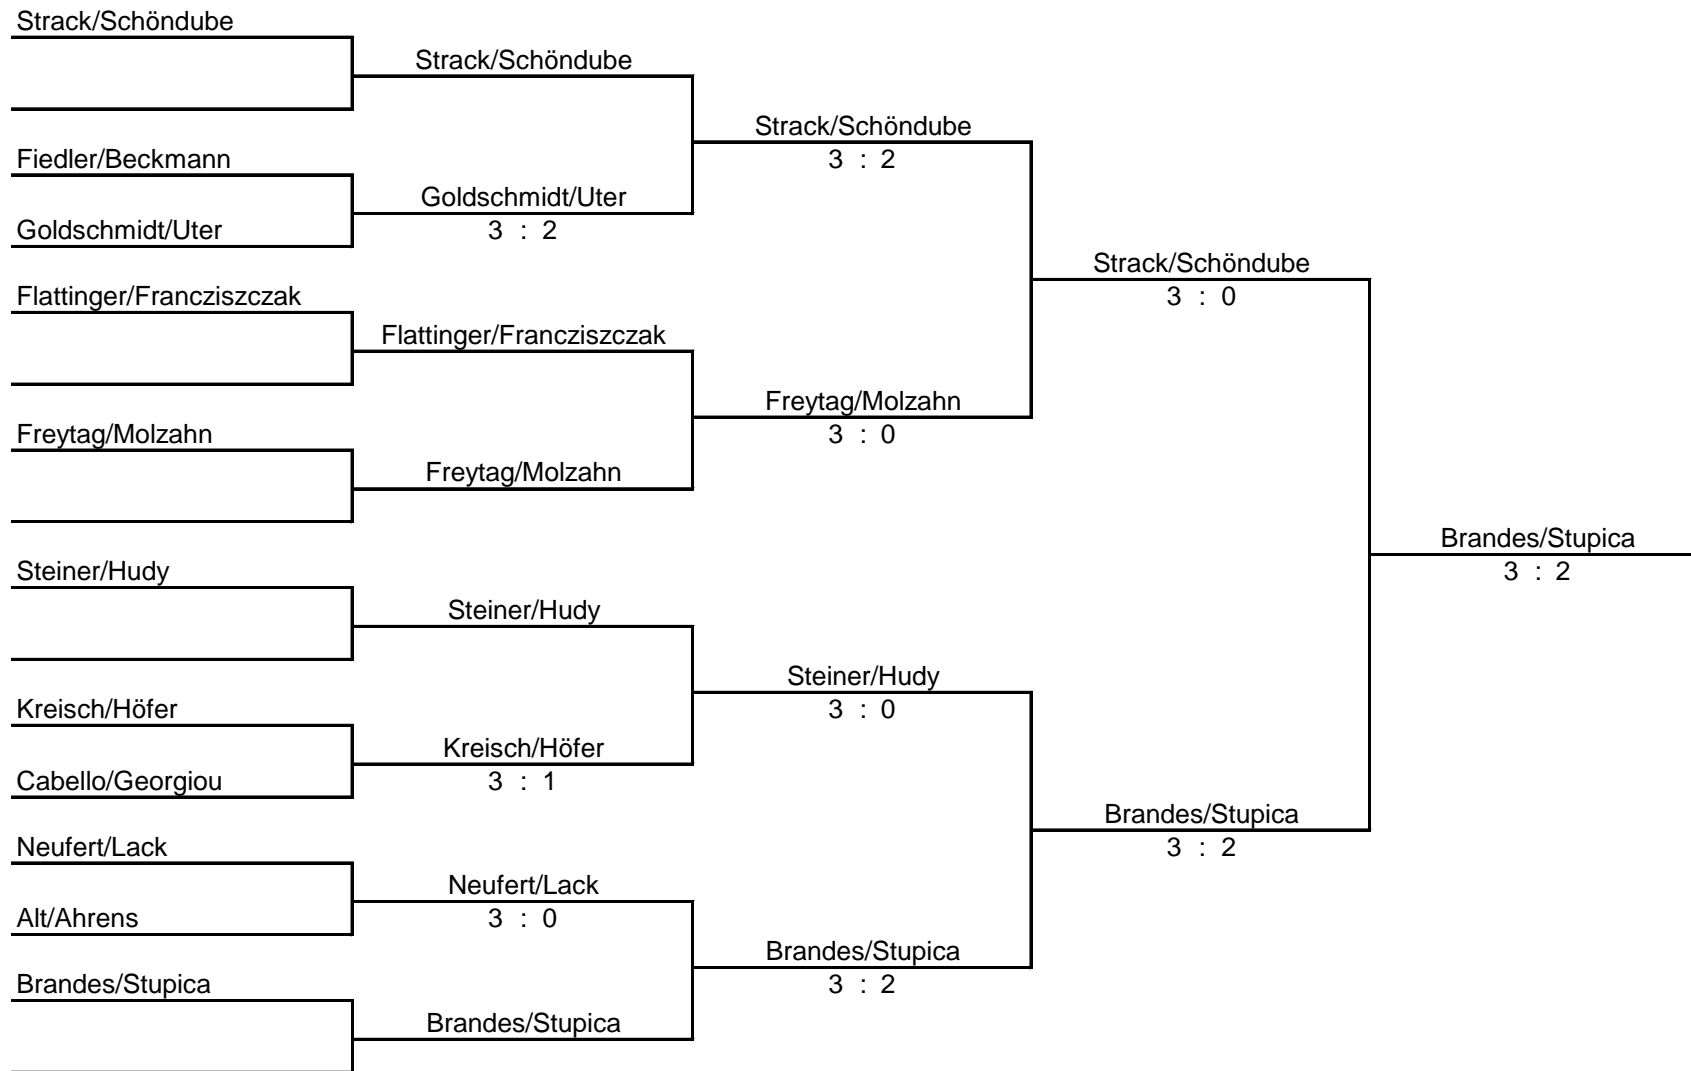 Strack/Schöndube
Strack/Schöndube
Strack/Schöndube
3 : 2
Fiedler/Beckmann
Goldschmidt/Uter
3 : 2
Goldschmidt/Uter
Strack/Schöndube
3 : 0
Flattinger/Francziszczak
Flattinger/Francziszczak
Freytag/Molzahn
3 : 0
Freytag/Molzahn
Freytag/Molzahn
Brandes/Stupica
3 : 2
Steiner/Hudy
Steiner/Hudy
Steiner/Hudy
3 : 0
Kreisch/Höfer
Kreisch/Höfer
3 : 1
Cabello/Georgiou
Brandes/Stupica
3 : 2
Neufert/Lack
Neufert/Lack
3 : 0
Alt/Ahrens
Brandes/Stupica
3 : 2
Brandes/Stupica
Brandes/Stupica